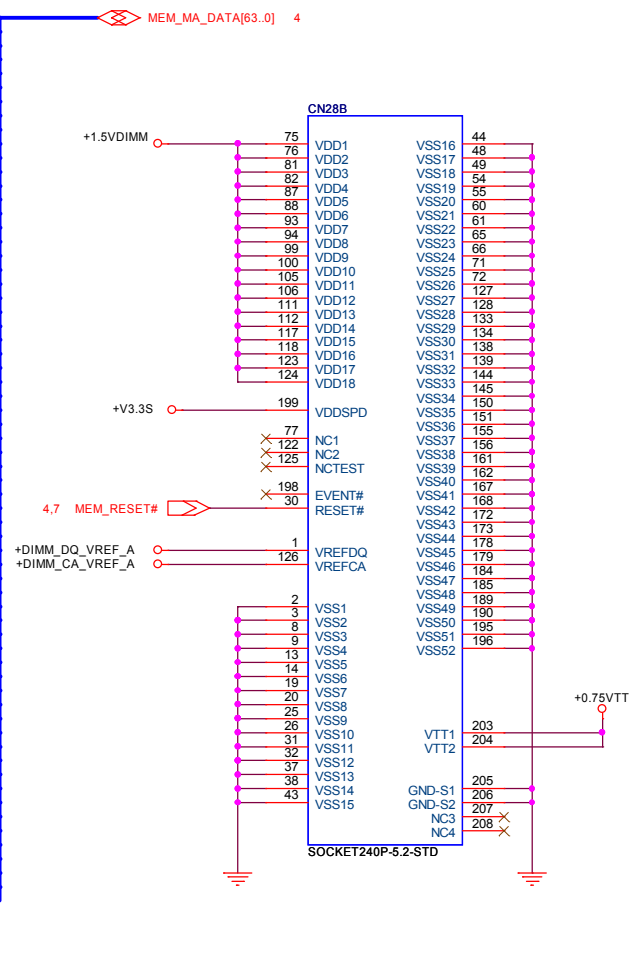 MEM_MA_DATA[63..0] 4
CN28B
+1.5VDIMM 75 VDD1 VSS16 44
76 VDD2 VSS17 48
81 VDD3 VSS18 49
82 VDD4 VSS19 54
87 VDD5 VSS20 55
88 VDD6 VSS21 60
93 VDD7 VSS22 61
94 VDD8 VSS23 65
99 VDD9 VSS24 66
100 VDD10 VSS25 71
105 VDD11 VSS26 72
106 VDD12 VSS27 127
111 VDD13 VSS28 128
112 VDD14 VSS29 133
117 VDD15 VSS30 134
118 VDD16 VSS31 138
123 VDD17 VSS32 139
124 VDD18 VSS33 144
VSS34 145
+V3.3S 199 VDDSPD VSS35 150
VSS36 151
77 NC1 VSS37 155
122 NC2 VSS38 156
125 NCTEST VSS39 161
VSS40 162
198 EVENT# VSS41 167
4,7 MEM_RESET# 30 RESET# VSS42 168
VSS43 172
VSS44 173
+DIMM_DQ_VREF_A 1 VREFDQ VSS45 178
+DIMM_CA_VREF_A 126 VREFCA VSS46 179
VSS47 184
VSS48 185
2 VSS1 VSS49 189
3 VSS2 VSS50 190
8 VSS3 VSS51 195
9 VSS4 VSS52 196
13 VSS5
14 VSS6
19 VSS7
20 VSS8
25 VSS9
+0.75VTT
26 VSS10 VTT1 203
31 VSS11 VTT2 204
32 VSS12
37 VSS13
38 VSS14 GND-S1 205
43 VSS15 GND-S2 206
NC3 207
NC4 208
SOCKET240P-5.2-STD